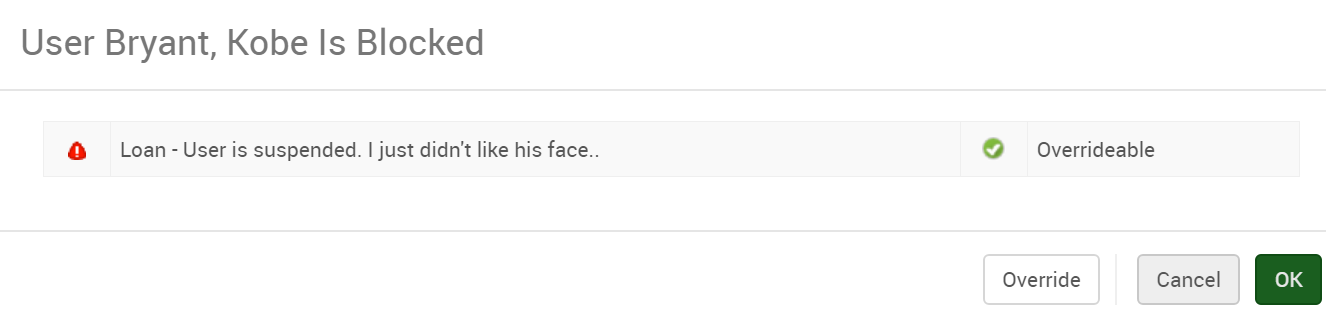 User Bryant, Kobe Is Blocked
Loan - User is suspended. I just didn't like his face.. Overrideable
Override Cancel OK